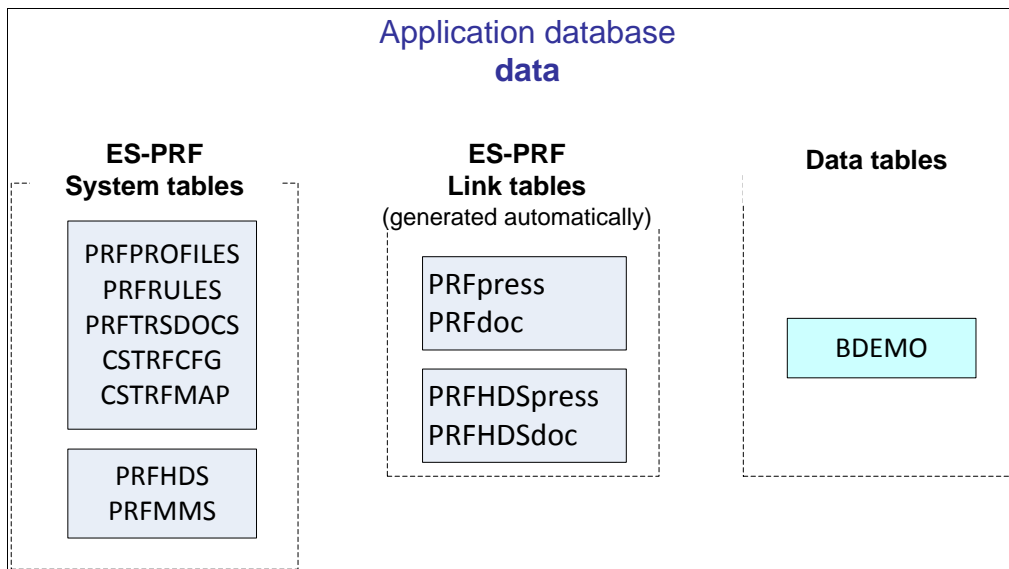 Application database
data
ES-PRF
System tables
PRFPROFILES
PRFRULES
PRFTRSDOCS
CSTRFCFG
CSTRFMAP
PRFHDS
PRFMMS
ES-PRF
Link tables
(generated automatically)
PRFpress
PRFdoc
PRFHDSpress
PRFHDSdoc
Data tables
BDEMO